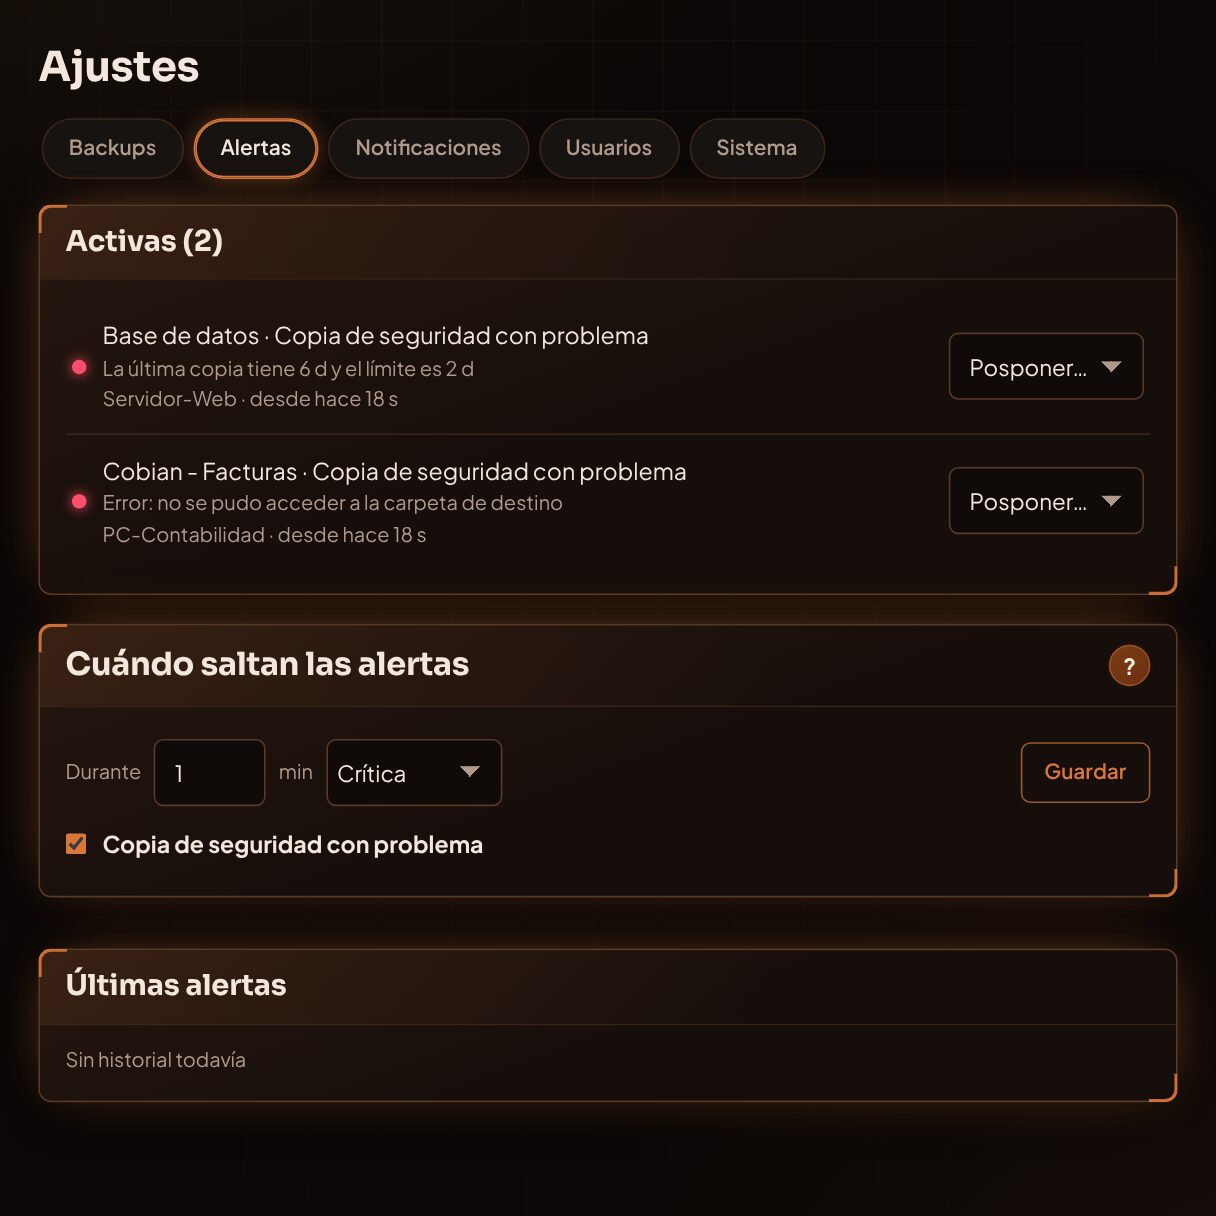 Ajustes
Backups Alertas Notificaciones Usuarios Sistema
Activas (2)
Base de datos · Copia de seguridad con problema
La última copia tiene 6 d y el límite es 2 d
Servidor-Web · desde hace 18 s
Posponer...
Cobian - Facturas · Copia de seguridad con problema
Error: no se pudo acceder a la carpeta de destino
PC-Contabilidad · desde hace 18 s
Posponer...
Cuándo saltan las alertas ?
Durante 1 min Crítica Guardar
Copia de seguridad con problema
Últimas alertas
Sin historial todavía